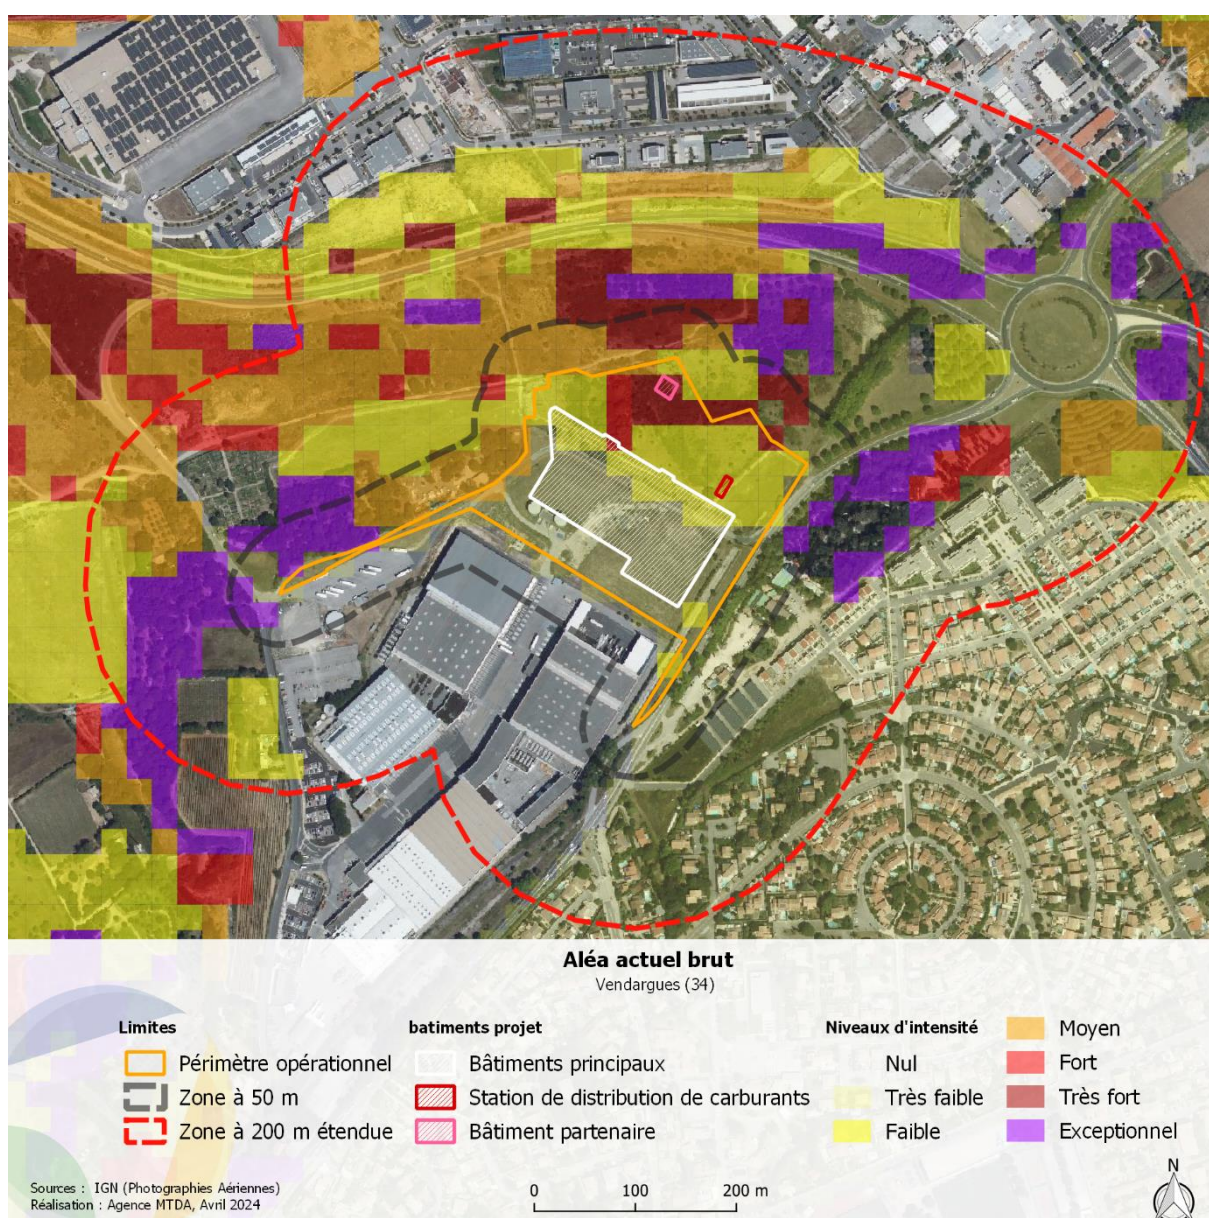 Aléa actuel brut
Vendargues (34)
Limites
Périmètre opérationnel
Zone à 50 m
Zone à 200 m étendue
batiments projet
Bâtiments principaux
Station de distribution de carburants
Bâtiment partenaire
Niveaux d'intensité
Nul
Très faible
Faible
Moyen
Fort
Très fort
Exceptionnel
Sources : IGN (Photographies Aériennes)
Réalisation : Agence MTDA, Avril 2024
0 100 200 m
N